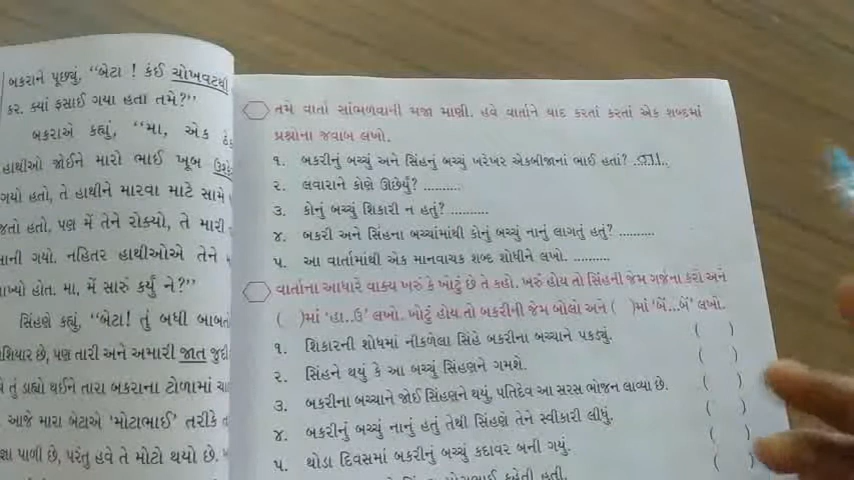 બકરાને પૂછ્યું, “બેટા ! કંઈ ચોખવટથી
કર. ક્યાં ફસાઈ ગયા હતા તમે?”
બકરાએ કહ્યું, “મા, એક
હાથીઓ જોઈને મારો ભાઈ ખૂબ
ગયો હતો, તે હાથીને મારવા માટે સામે
જતો હતો, પણ મેં તેને રોક્યો, તે મારી
માની ગયો. નહિતર હાથીઓએ તેને
નાખ્યો હોત. મા, મેં સારું કર્યું ને?”
સિંહણે કહ્યું, “બેટા! તું બધી બાબત
શિયાર છે, પણ તારી અને અમારી જાત જુદી
તું ડાહ્યો થઈને તારા બકરાના ટોળામાં
આજે મારા બેટાએ ‘મોટાભાઈ’ તરીકે
પાળી છે, પરંતુ હવે તે મોટો થયો છે.
તમે વાર્તા સાંભળવાની મજા માણી. હવે વાર્તાને યાદ કરતાં કરતાં એક શબ્દમાં
પ્રશ્નોના જવાબ લખો.
૧. બકરીનું બચ્ચું અને સિંહનું બચ્ચું ખરેખર એકબીજાનાં ભાઈ હતાં? ..ના..
૨. લવારાને કોણે ઊછેર્યું? ..........
૩. કોનું બચ્ચું શિકારી ન હતું? ..........
૪. બકરી અને સિંહના બચ્ચાંમાંથી કોનું બચ્ચું નાનું લાગતું હતું? ..........
૫. આ વાર્તામાંથી એક માનવાચક શબ્દ શોધીને લખો. ..........
વાર્તાના આધારે વાક્ય ખરું કે ખોટું છે તે કહો. ખરું હોય તો સિંહની જેમ ગર્જના કરો અને
( )માં ‘હા..ઉ’ લખો. ખોટું હોય તો બકરીની જેમ બોલો અને ( )માં ‘બેં...બેં’ લખો.
૧. શિકારની શોધમાં નીકળેલા સિંહે બકરીના બચ્ચાને પકડ્યું. ( )
૨. સિંહને થયું કે આ બચ્ચું સિંહણને ગમશે. ( )
૩. બકરીના બચ્ચાને જોઈ સિંહણને થયું, પતિદેવ આ સરસ ભોજન લાવ્યા છે. ( )
૪. બકરીનું બચ્ચું નાનું હતું તેથી સિંહણે તેને સ્વીકારી લીધું. ( )
૫. થોડા દિવસમાં બકરીનું બચ્ચું કદાવર બની ગયું. ( )